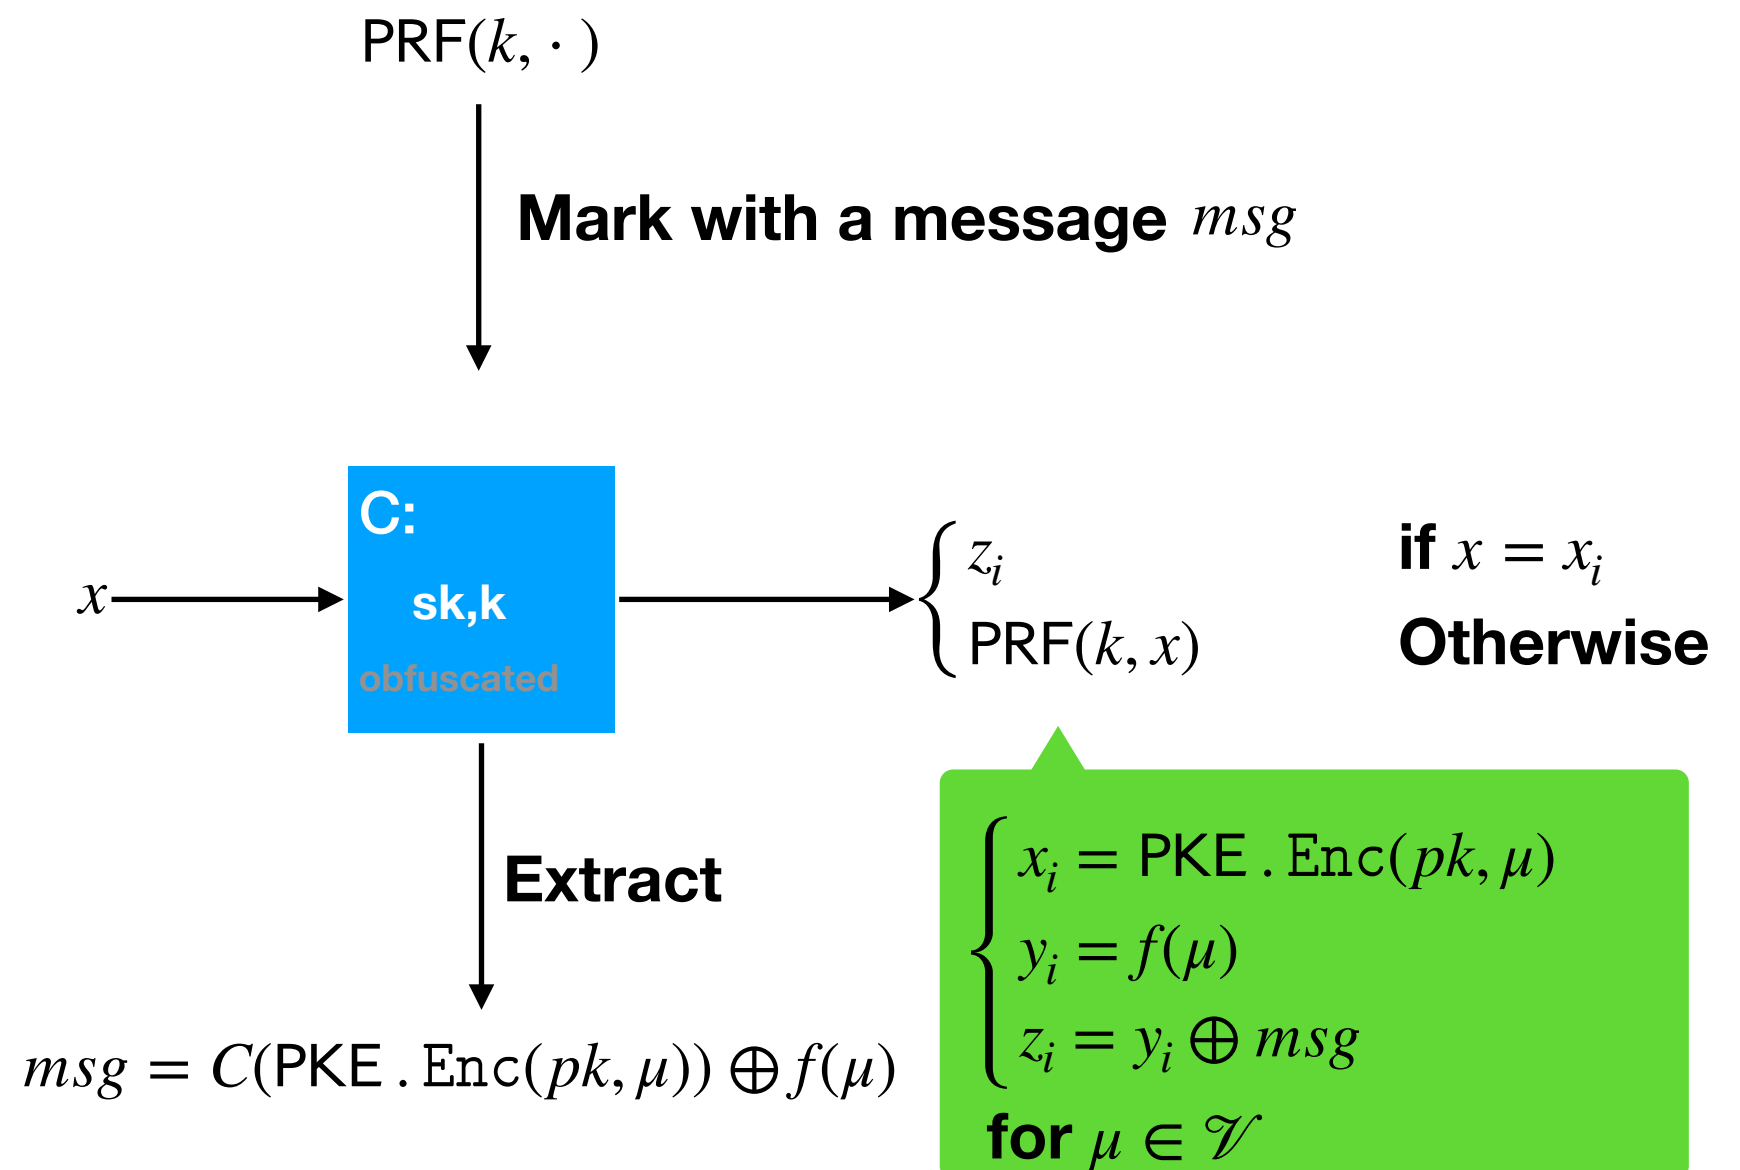 PRF(k, · )
Mark with a message msg
C:
sk,k
obfuscated
x
z_i
if x = x_i
PRF(k, x)
Otherwise
Extract
msg = C(PKE . Enc(pk, μ)) ⊕ f(μ)
x_i = PKE . Enc(pk, μ)
y_i = f(μ)
z_i = y_i ⊕ msg
for μ ∈ 𝒱